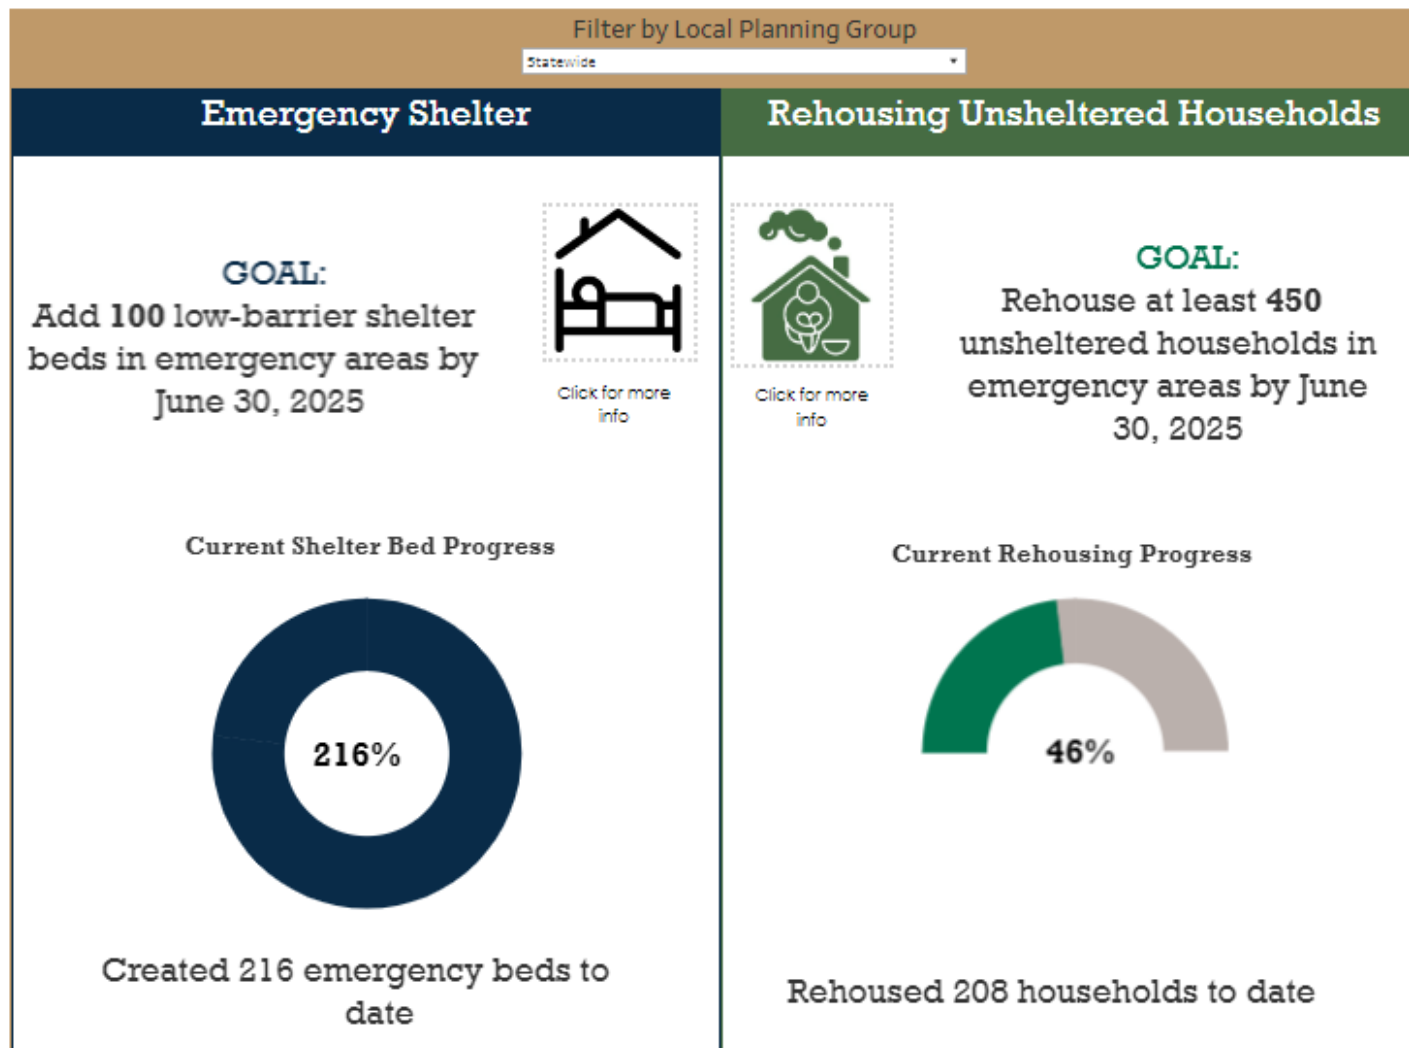 Filter by Local Planning Group
Statewide
Emergency Shelter
GOAL:
Add 100 low-barrier shelter
beds in emergency areas by
June 30, 2025
Click for more
info
Current Shelter Bed Progress
216%
Created 216 emergency beds to
date
Rehousing Unsheltered Households
Click for more
info
GOAL:
Rehouse at least 450
unsheltered households in
emergency areas by June
30, 2025
Current Rehousing Progress
46%
Rehoused 208 households to date